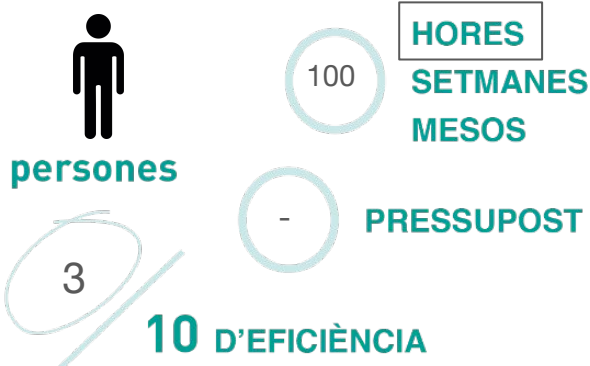 HORES
100
SETMANES
MESOS
persones
-
PRESSUPOST
3
10 D'EFICIÈNCIA